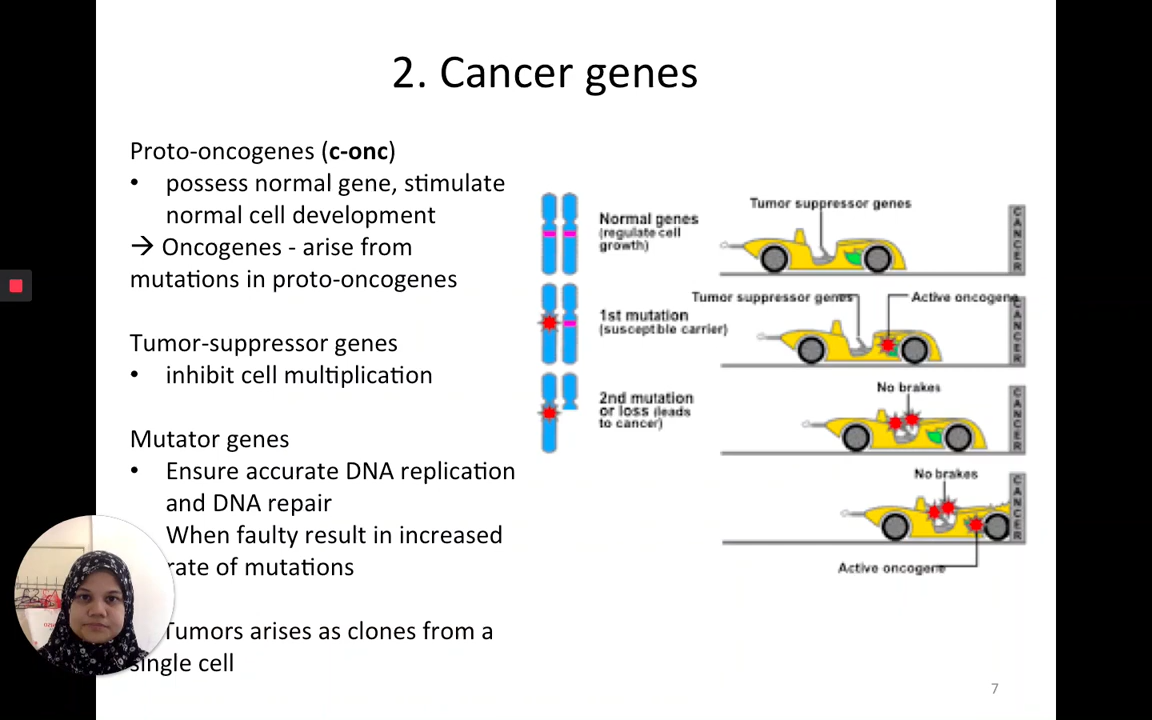 2. Cancer genes
Proto-oncogenes (c-onc)
• possess normal gene, stimulate
normal cell development
→ Oncogenes - arise from
mutations in proto-oncogenes
Tumor-suppressor genes
• inhibit cell multiplication
Mutator genes
• Ensure accurate DNA replication
and DNA repair
When faulty result in increased
rate of mutations
Tumors arises as clones from a
single cell
Normal genes
(regulate cell
growth)
1st mutation
(susceptible carrier)
2nd mutation
or loss (leads
to cancer)
Tumor suppressor genes
CANCER
Tumor suppressor genes
Active oncogene
CANCER
No brakes
CANCER
No brakes
CANCER
Active oncogene
7